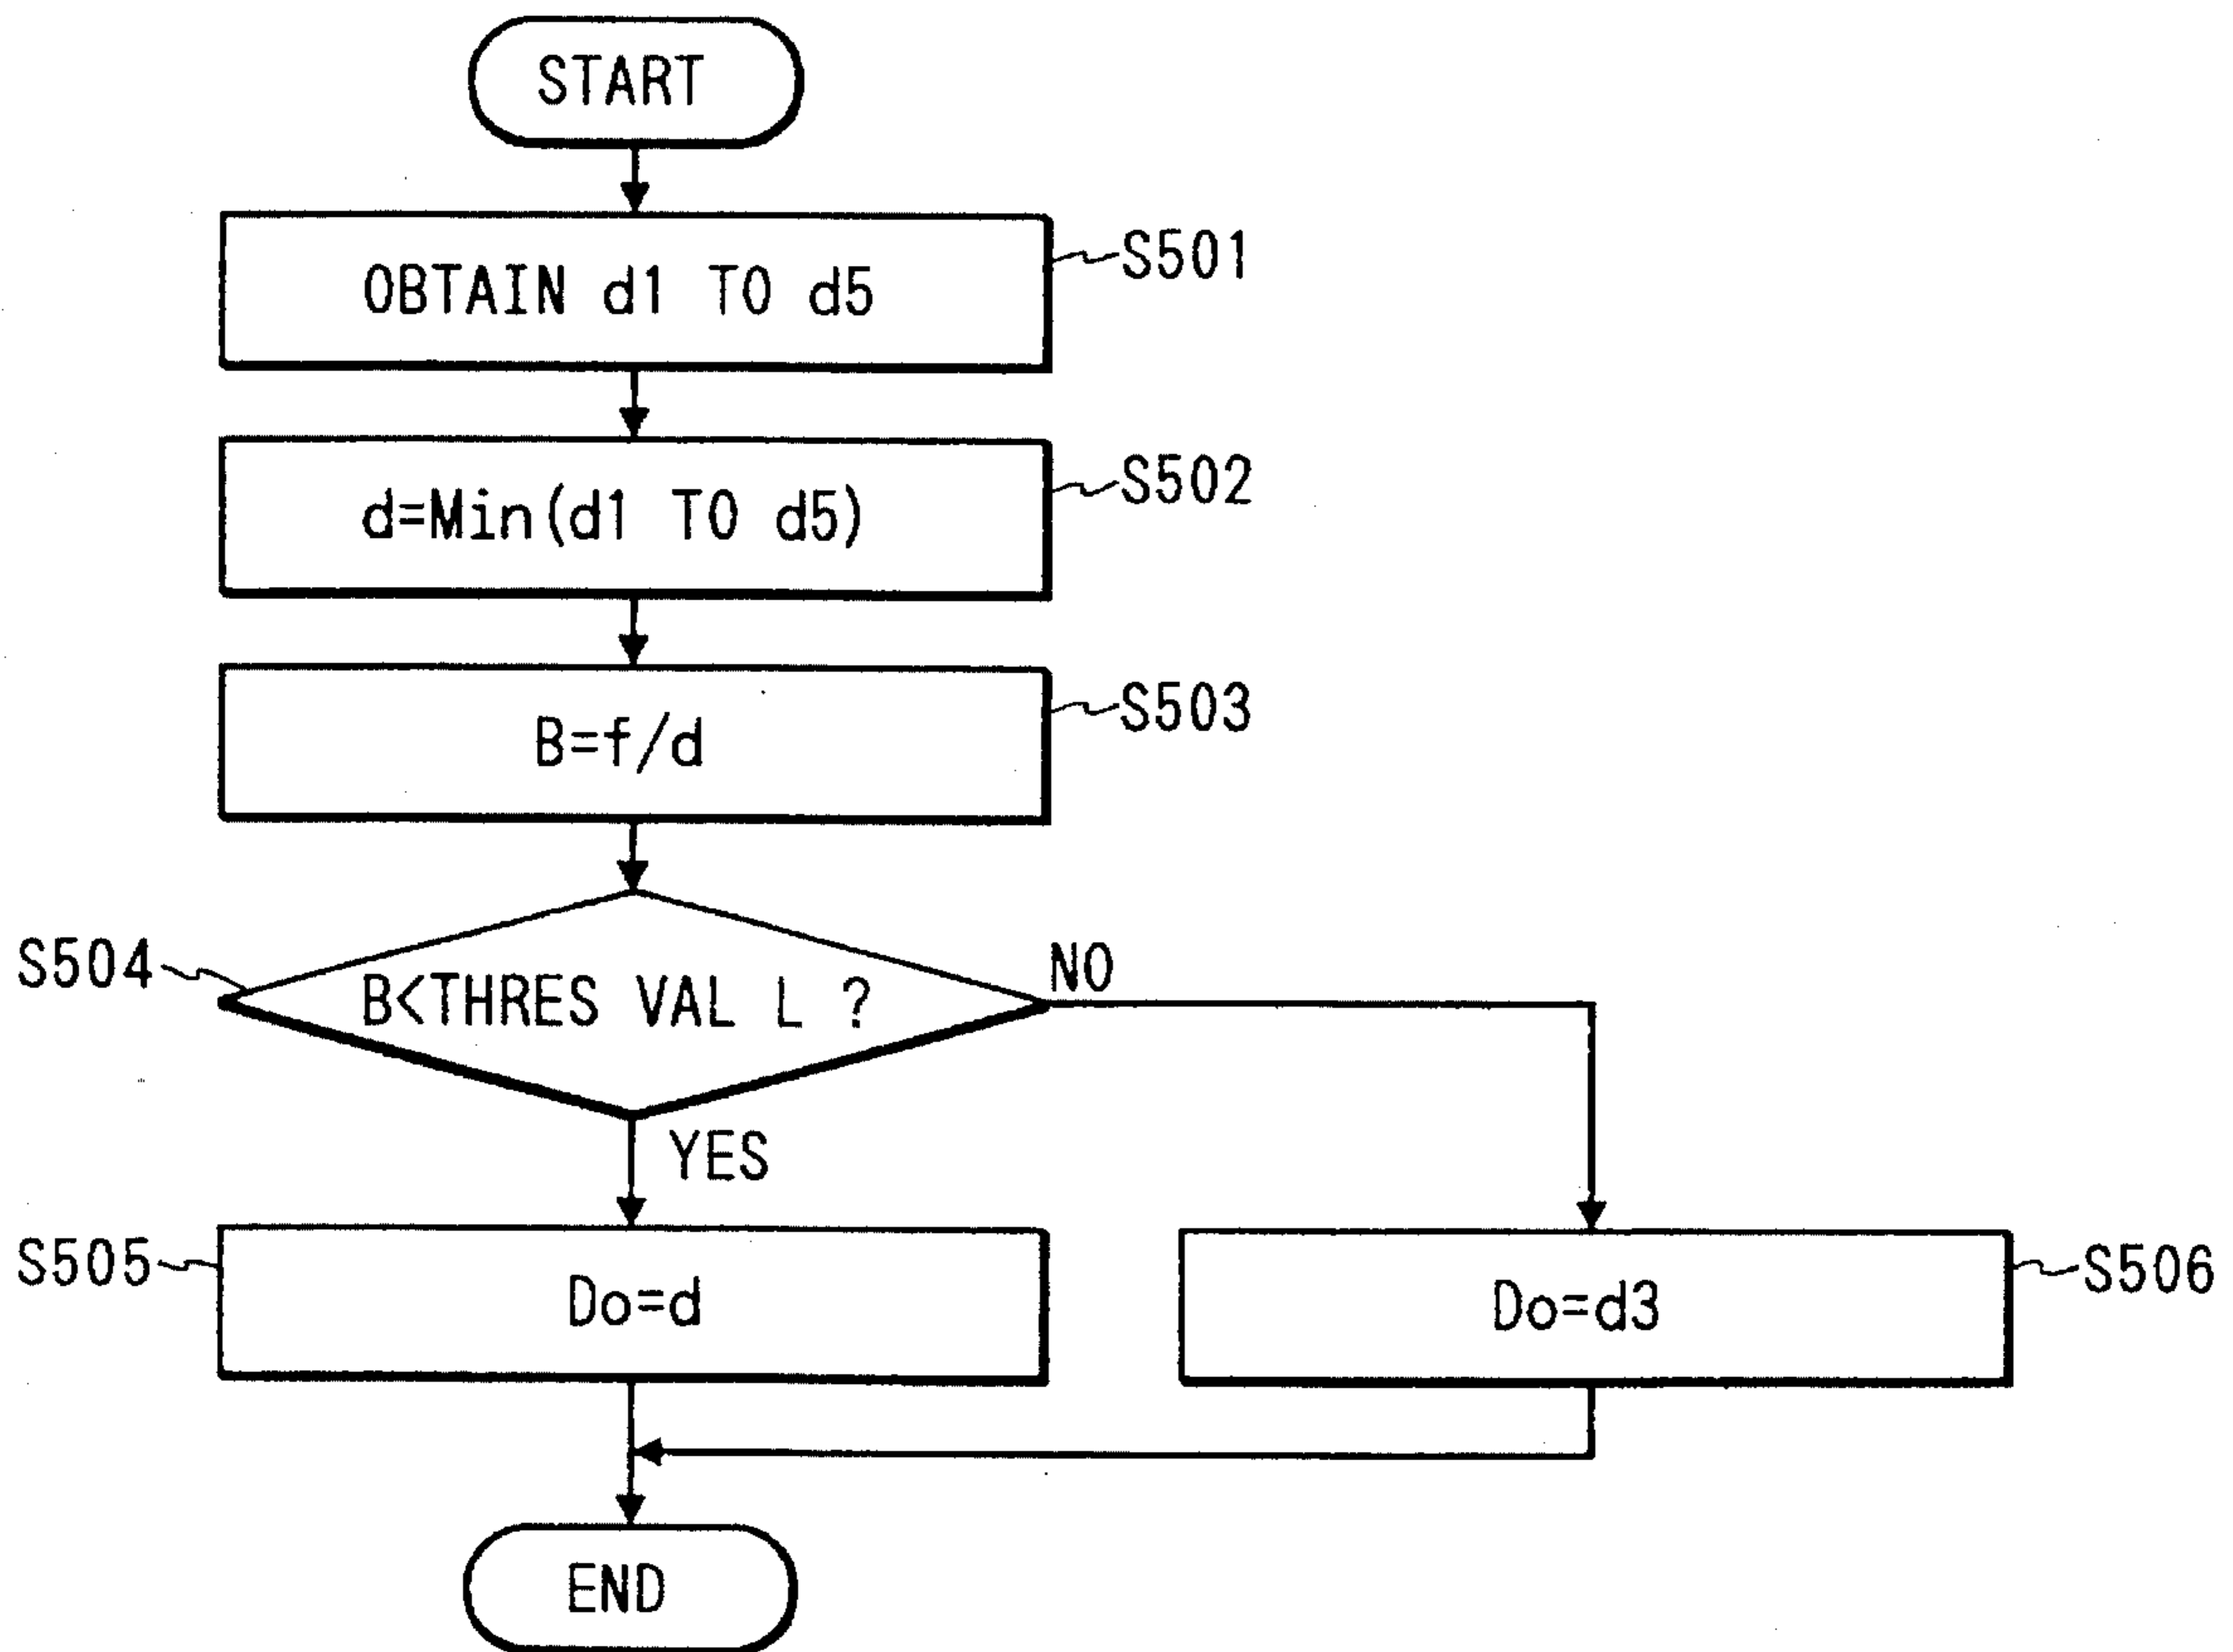 START
OBTAIN d1 TO d5
S501
d=Min(d1 TO d5)
S502
B=f/d
S503
S504
B<THRES VAL L ?
NO
YES
S505
Do=d
Do=d3
S506
END